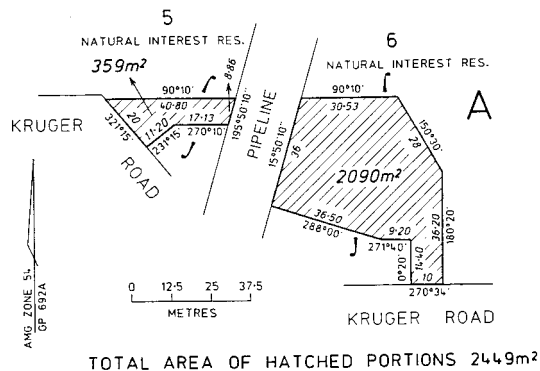 5
NATURAL INTEREST RES.
359m²
8·86
90°10'
40·80
17·13
270°10'
20
321°15'
11·20
231°15'
KRUGER
ROAD
195°50'10"
PIPELINE
6
NATURAL INTEREST RES.
A
90°10'
30·53
15°50'10"
36
150°30'
28
2090m²
36·50
288°00'
9·20
271°40'
36·20
180°20'
0°20'
14·40
10
270°34'
AMG ZONE 54
GP 692A
0 12·5 25 37·5
METRES
KRUGER ROAD
TOTAL AREA OF HATCHED PORTIONS 2449m²